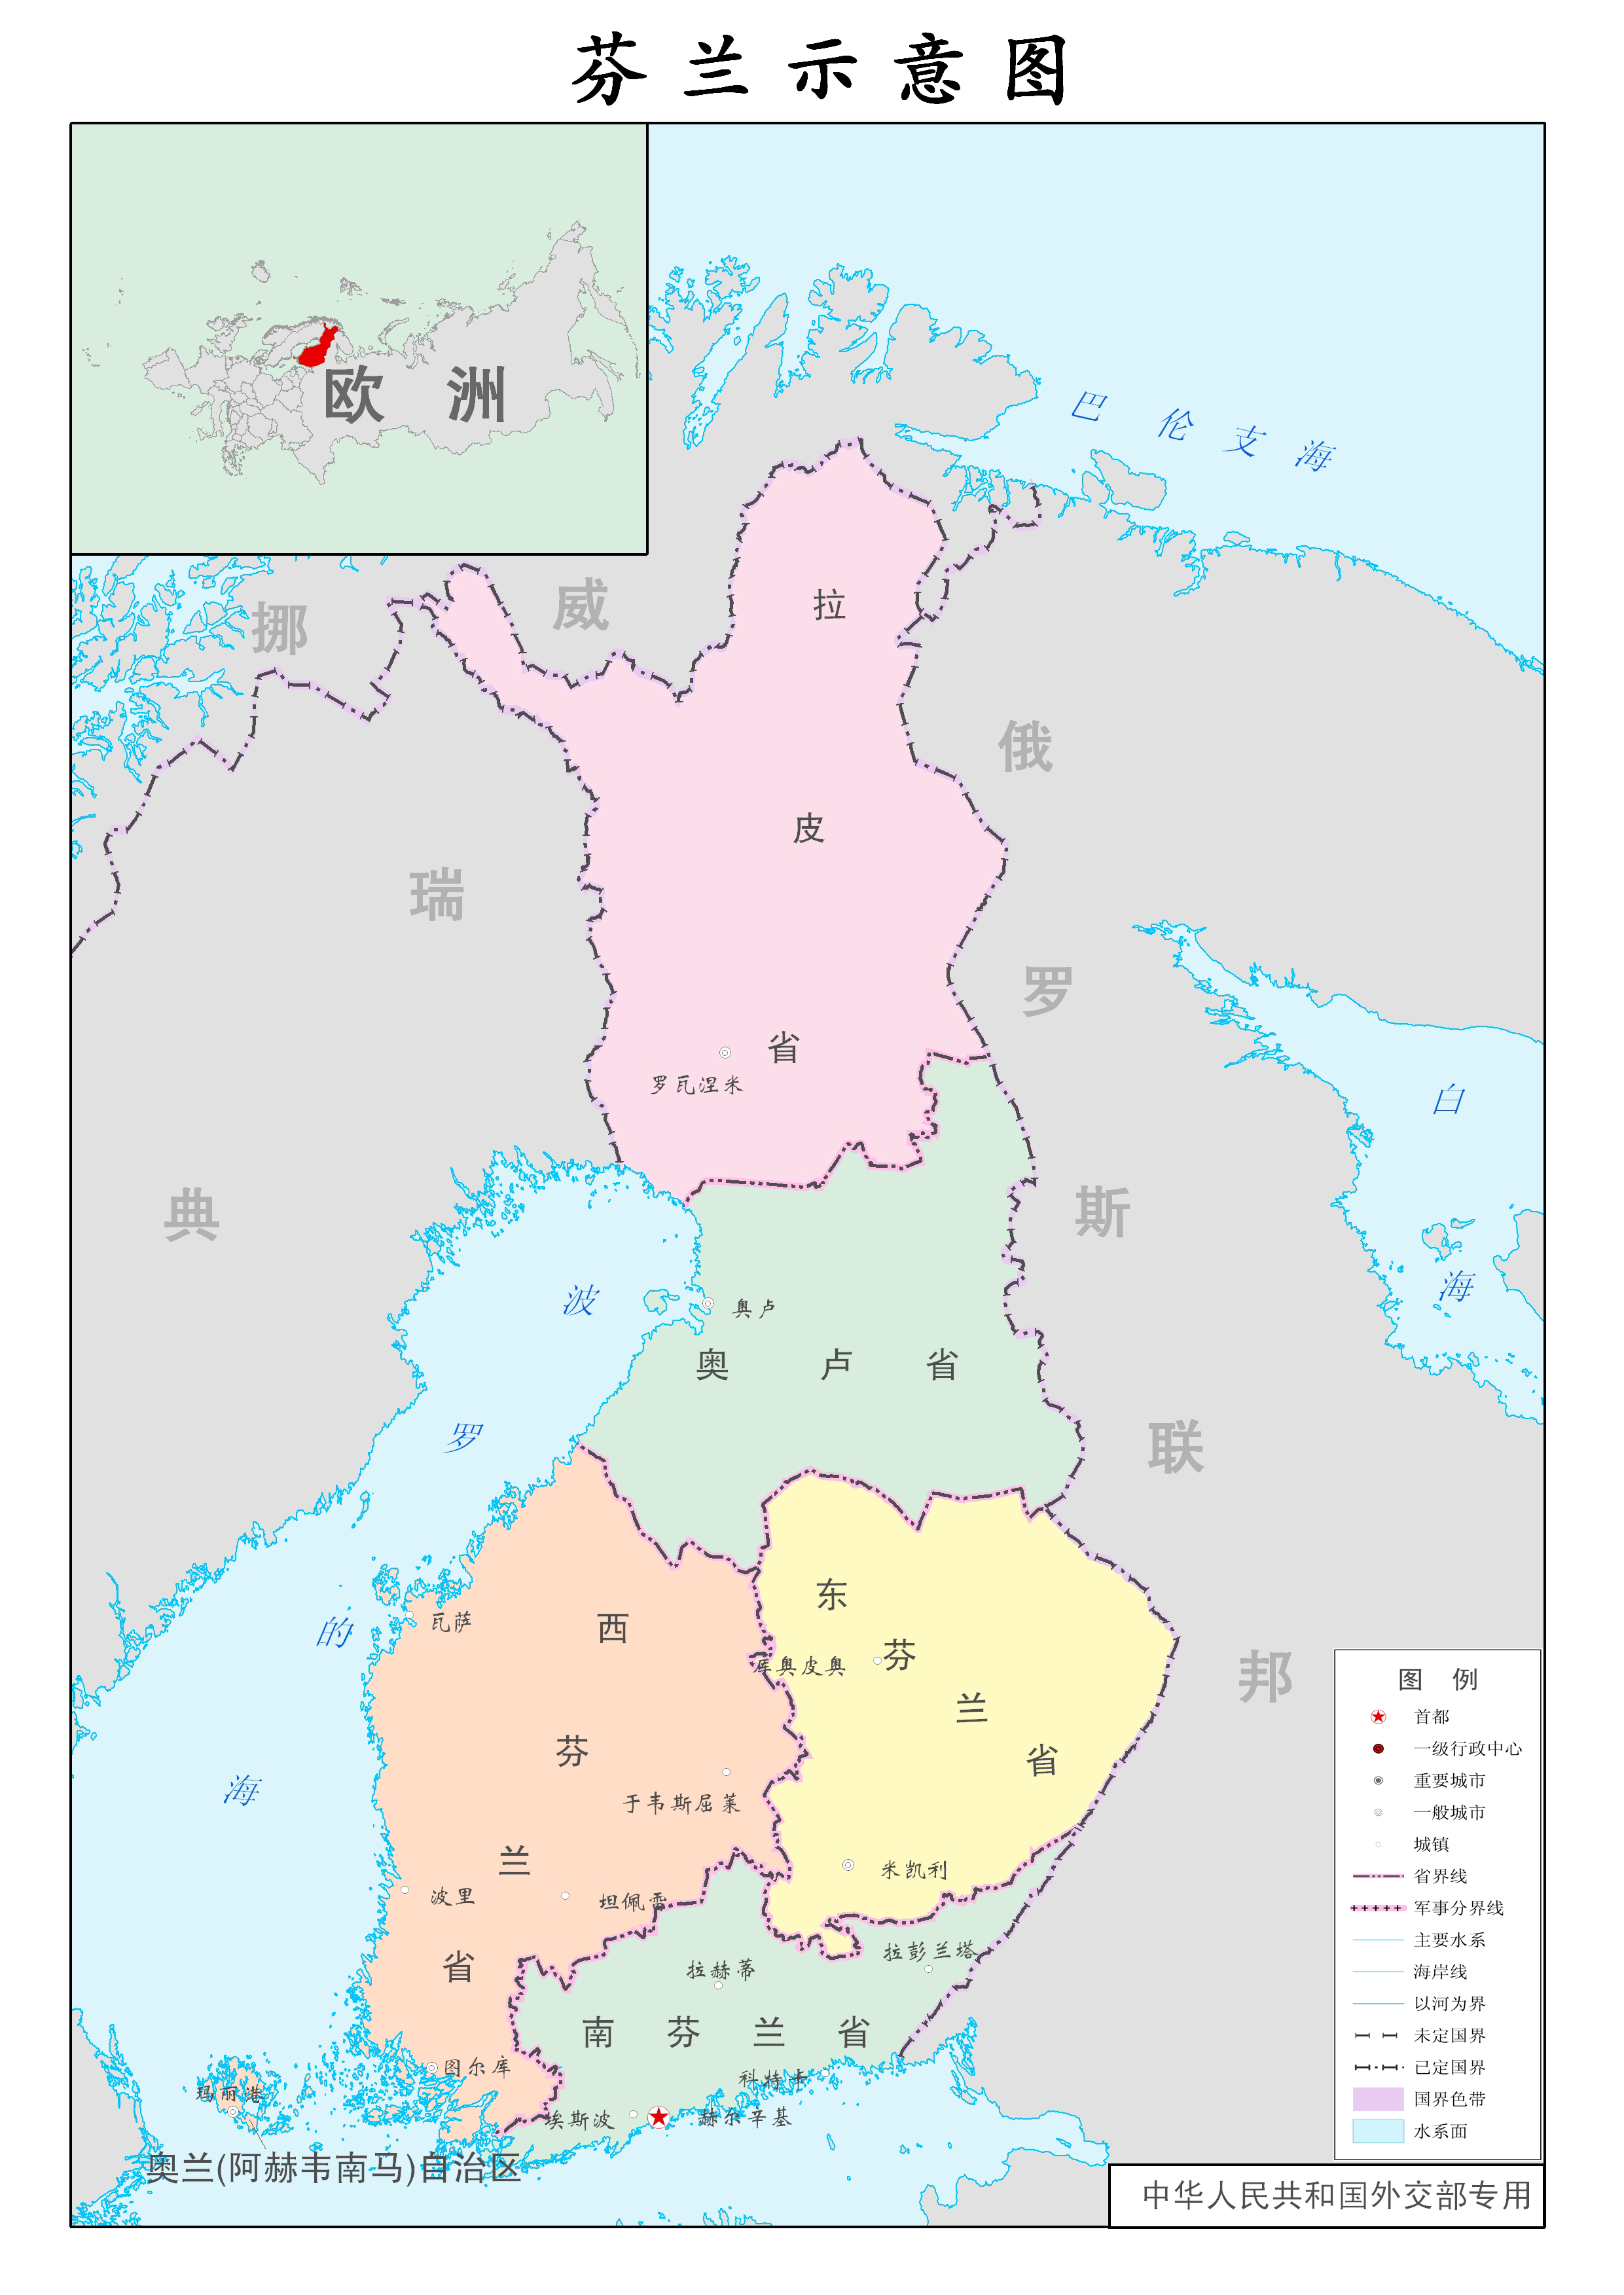 芬兰示意图
欧洲
巴伦支海
挪威
瑞典
俄罗斯联邦
白海
波罗的海
拉皮省
罗瓦涅米
奥卢
奥卢省
瓦萨
西芬兰省
东芬兰省
库奥皮奥
于韦斯屈莱
波里
坦佩雷
米凯利
拉彭兰塔
拉赫蒂
南芬兰省
图尔库
科特卡
玛丽港
埃斯波
赫尔辛基
奥兰(阿赫韦南马)自治区
图例
首都
一级行政中心
重要城市
一般城市
城镇
省界线
军事分界线
主要水系
海岸线
以河为界
未定国界
已定国界
国界色带
水系面
中华人民共和国外交部专用